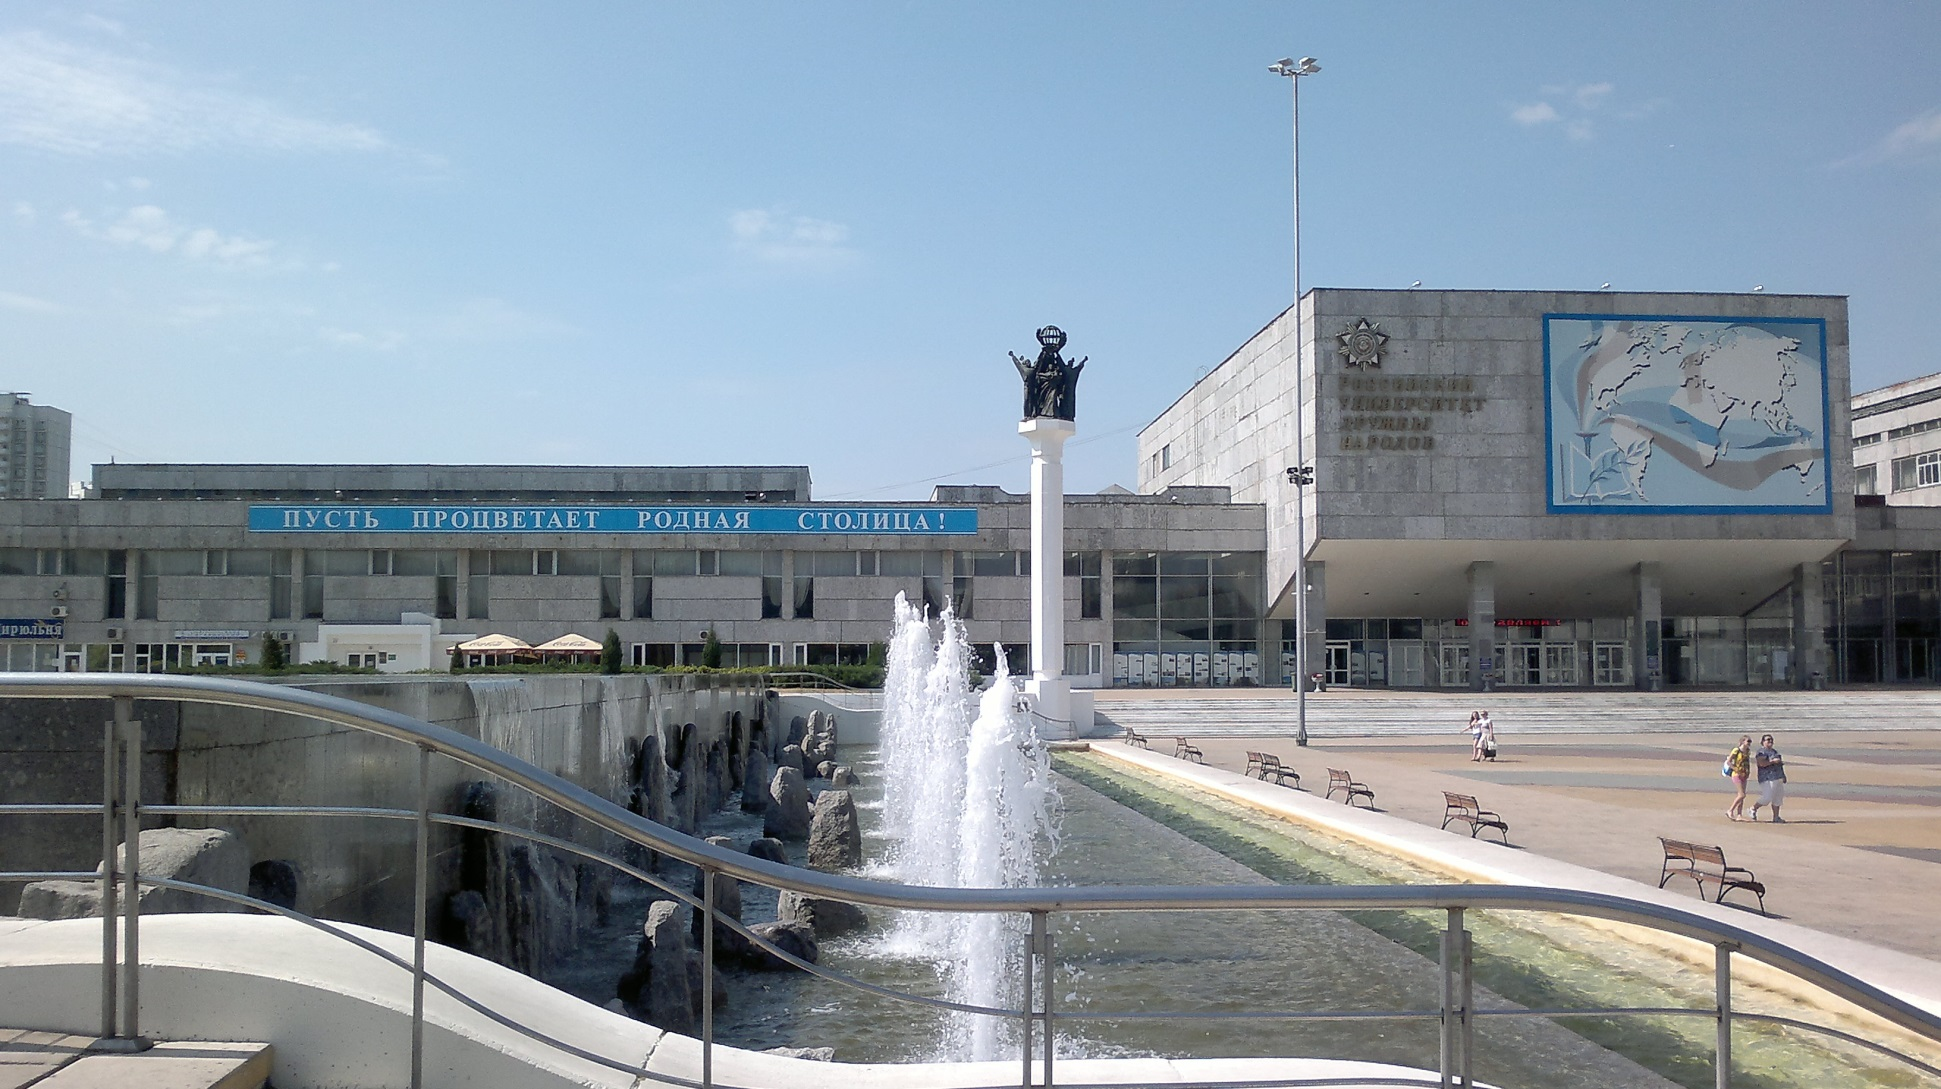 ПУСТЬ ПРОЦВЕТАЕТ РОДНАЯ СТОЛИЦА!
РОССИЙСКИЙ
УНИВЕРСИТЕТ
ДРУЖБЫ
НАРОДОВ